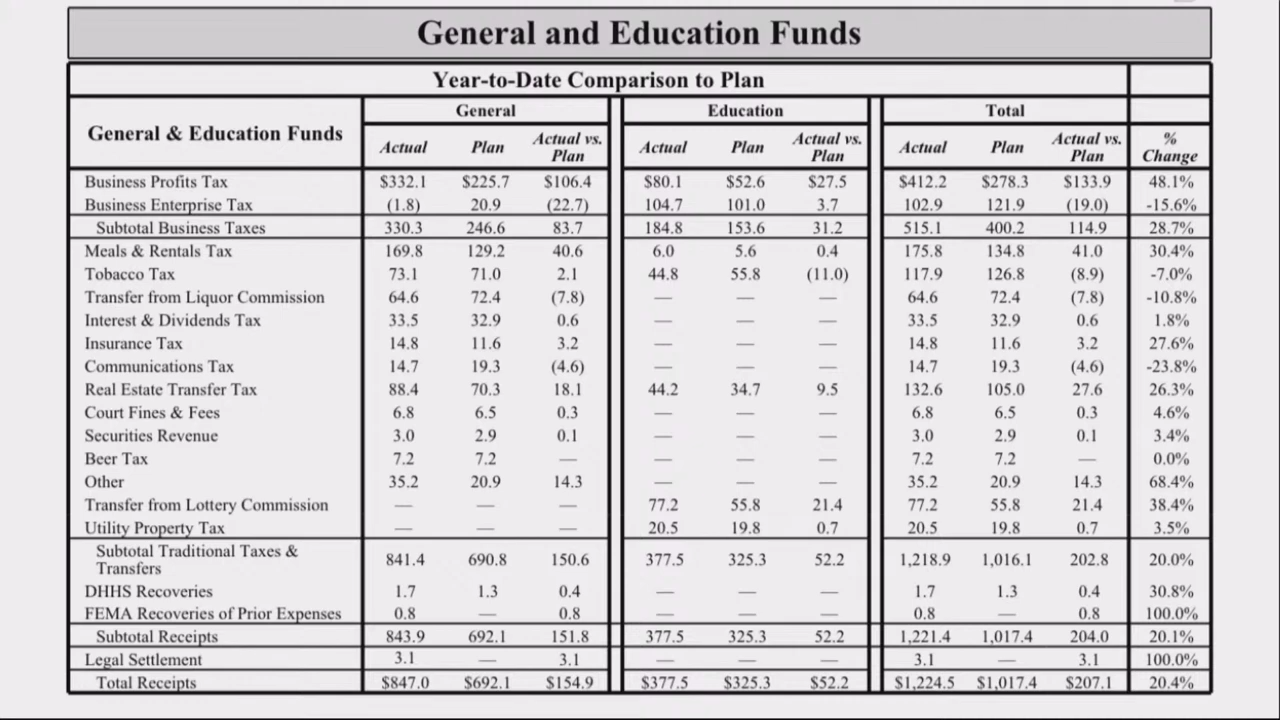 General and Education Funds
Year-to-Date Comparison to Plan
General & Education Funds General Education Total
Actual Plan Actual vs. Plan Actual Plan Actual vs. Plan Actual Plan Actual vs. Plan % Change
Business Profits Tax $332.1 $225.7 $106.4 $80.1 $52.6 $27.5 $412.2 $278.3 $133.9 48.1%
Business Enterprise Tax (1.8) 20.9 (22.7) 104.7 101.0 3.7 102.9 121.9 (19.0) -15.6%
Subtotal Business Taxes 330.3 246.6 83.7 184.8 153.6 31.2 515.1 400.2 114.9 28.7%
Meals & Rentals Tax 169.8 129.2 40.6 6.0 5.6 0.4 175.8 134.8 41.0 30.4%
Tobacco Tax 73.1 71.0 2.1 44.8 55.8 (11.0) 117.9 126.8 (8.9) -7.0%
Transfer from Liquor Commission 64.6 72.4 (7.8) — — — 64.6 72.4 (7.8) -10.8%
Interest & Dividends Tax 33.5 32.9 0.6 — — — 33.5 32.9 0.6 1.8%
Insurance Tax 14.8 11.6 3.2 — — — 14.8 11.6 3.2 27.6%
Communications Tax 14.7 19.3 (4.6) — — — 14.7 19.3 (4.6) -23.8%
Real Estate Transfer Tax 88.4 70.3 18.1 44.2 34.7 9.5 132.6 105.0 27.6 26.3%
Court Fines & Fees 6.8 6.5 0.3 — — — 6.8 6.5 0.3 4.6%
Securities Revenue 3.0 2.9 0.1 — — — 3.0 2.9 0.1 3.4%
Beer Tax 7.2 7.2 — — — — 7.2 7.2 — 0.0%
Other 35.2 20.9 14.3 — — — 35.2 20.9 14.3 68.4%
Transfer from Lottery Commission — — — 77.2 55.8 21.4 77.2 55.8 21.4 38.4%
Utility Property Tax — — — 20.5 19.8 0.7 20.5 19.8 0.7 3.5%
Subtotal Traditional Taxes &
Transfers 841.4 690.8 150.6 377.5 325.3 52.2 1,218.9 1,016.1 202.8 20.0%
DHHS Recoveries 1.7 1.3 0.4 — — — 1.7 1.3 0.4 30.8%
FEMA Recoveries of Prior Expenses 0.8 — 0.8 — — — 0.8 — 0.8 100.0%
Subtotal Receipts 843.9 692.1 151.8 377.5 325.3 52.2 1,221.4 1,017.4 204.0 20.1%
Legal Settlement 3.1 — 3.1 — — — 3.1 — 3.1 100.0%
Total Receipts $847.0 $692.1 $154.9 $377.5 $325.3 $52.2 $1,224.5 $1,017.4 $207.1 20.4%